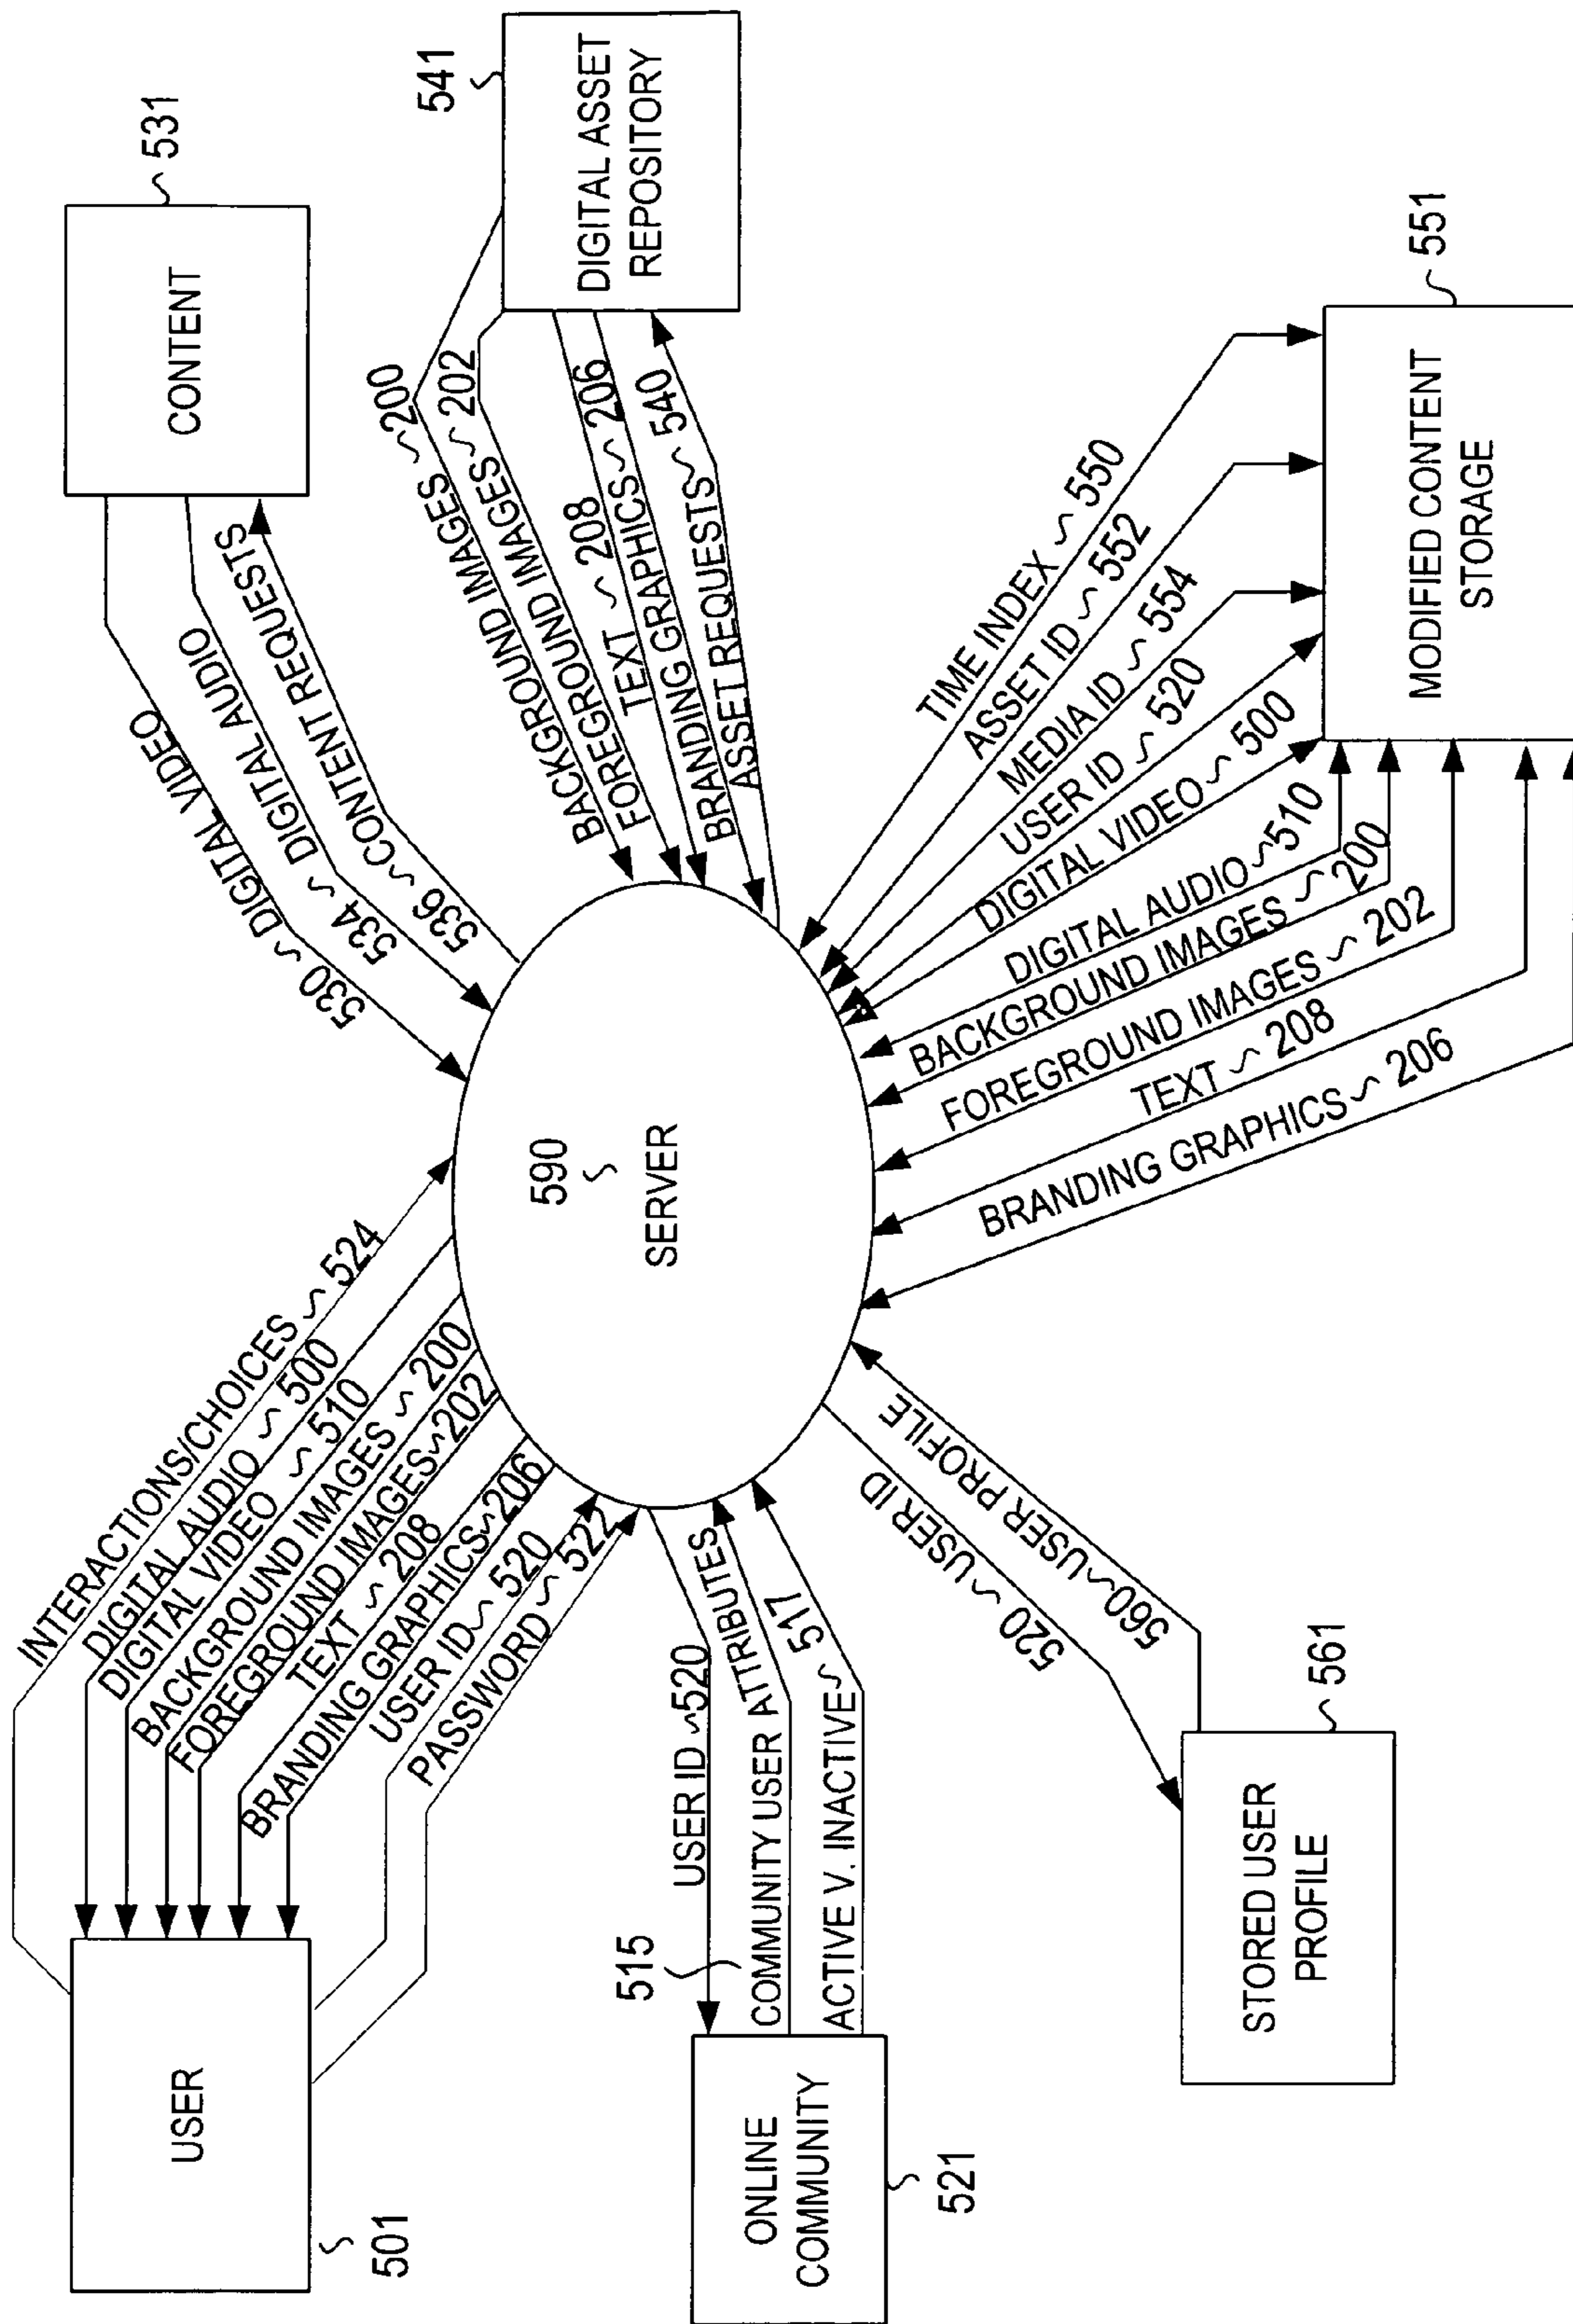 USER
501
INTERACTIONS/CHOICES ~ 524
DIGITAL AUDIO ~ 500
DIGITAL VIDEO ~ 510
BACKGROUND IMAGES ~ 200
FOREGROUND IMAGES ~ 202
TEXT ~ 208
BRANDING GRAPHICS ~ 206
USER ID ~ 520
PASSWORD ~ 522
530 ~ DIGITAL VIDEO
534 ~ DIGITAL AUDIO
536 ~ CONTENT REQUESTS
CONTENT
531
590
SERVER
BACKGROUND IMAGES ~ 200
FOREGROUND IMAGES ~ 202
TEXT ~ 208
BRANDING GRAPHICS ~ 206
ASSET REQUESTS ~ 540
541
DIGITAL ASSET
REPOSITORY
ONLINE
COMMUNITY
521
USER ID ~ 520
515
COMMUNITY USER ATTRIBUTES
ACTIVE V. INACTIVE ~ 517
520 ~ USER ID
560 ~ USER PROFILE
STORED USER
PROFILE
561
TIME INDEX ~ 550
ASSET ID ~ 552
MEDIA ID ~ 554
USER ID ~ 520
DIGITAL VIDEO ~ 500
DIGITAL AUDIO ~ 510
BACKGROUND IMAGES ~ 200
FOREGROUND IMAGES ~ 202
TEXT ~ 208
BRANDING GRAPHICS ~ 206
MODIFIED CONTENT
STORAGE
551